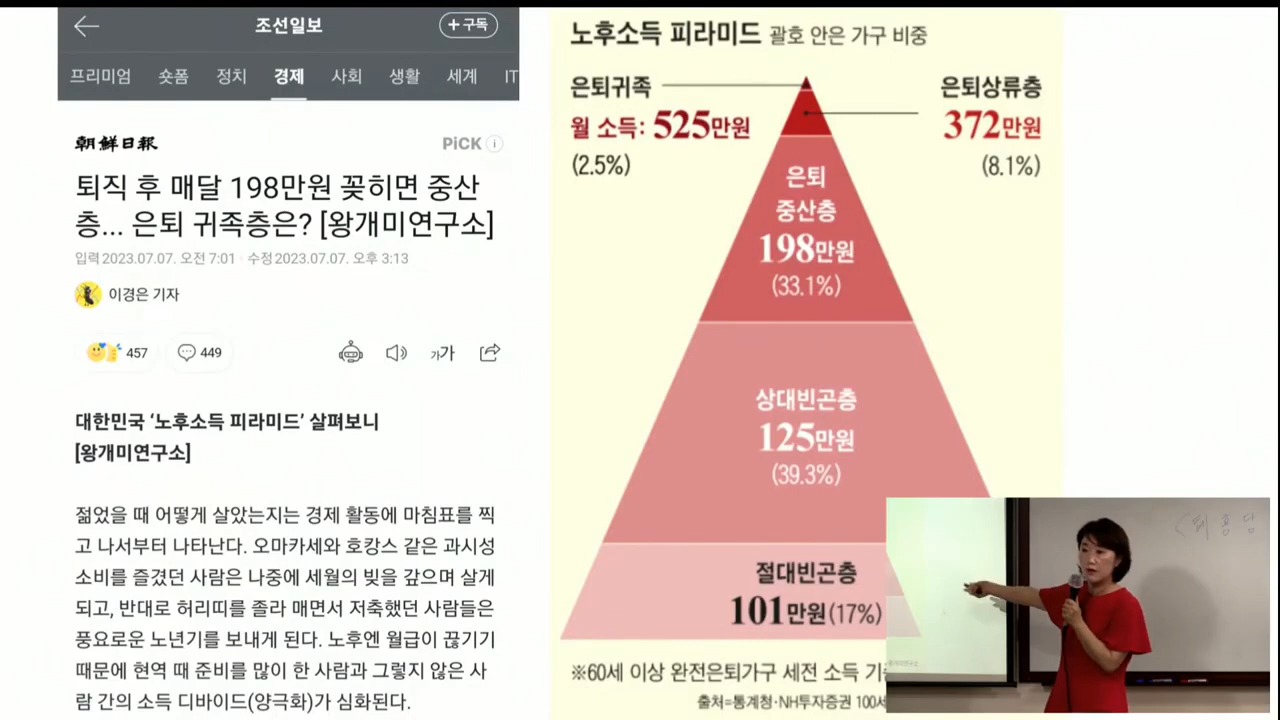 조선일보
+ 구독
프리미엄 숏폼 정치 경제 사회 생활 세계 IT
朝鮮日報
PiCK
퇴직 후 매달 198만원 꽂히면 중산
층... 은퇴 귀족층은? [왕개미연구소]
입력 2023.07.07. 오전 7:01 · 수정 2023.07.07. 오후 3:13
이경은 기자
457
449
가가
대한민국 ‘노후소득 피라미드’ 살펴보니
[왕개미연구소]
젊었을 때 어떻게 살았는지는 경제 활동에 마침표를 찍
고 나서부터 나타난다. 오마카세와 호캉스 같은 과시성
소비를 즐겼던 사람은 나중에 세월의 빚을 갚으며 살게
되고, 반대로 허리띠를 졸라 매면서 저축했던 사람들은
풍요로운 노년기를 보내게 된다. 노후엔 월급이 끊기기
때문에 현역 때 준비를 많이 한 사람과 그렇지 않은 사
람 간의 소득 디바이드(양극화)가 심화된다.
노후소득 피라미드 괄호 안은 가구 비중
은퇴귀족
월 소득: 525만원
(2.5%)
은퇴상류층
372만원
(8.1%)
은퇴
중산층
198만원
(33.1%)
상대빈곤층
125만원
(39.3%)
절대빈곤층
101만원(17%)
※60세 이상 완전은퇴가구 세전 소득
출처=통계청·NH투자증권 100세